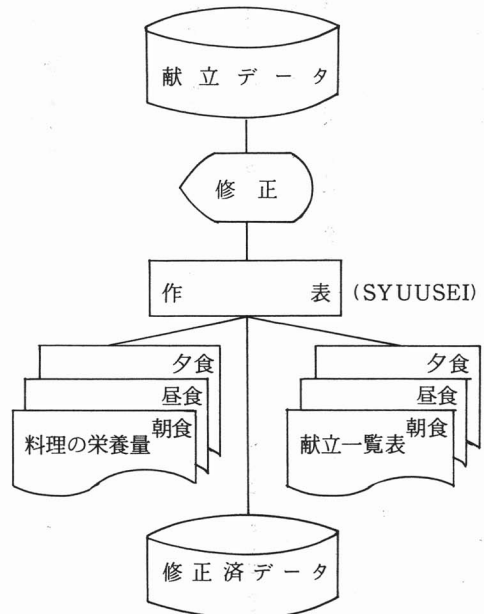 献立データ
修正
作表 (SYUUSEI)
夕食
昼食
朝食
料理の栄養量
夕食
昼食
朝食
献立一覧表
修正済データ